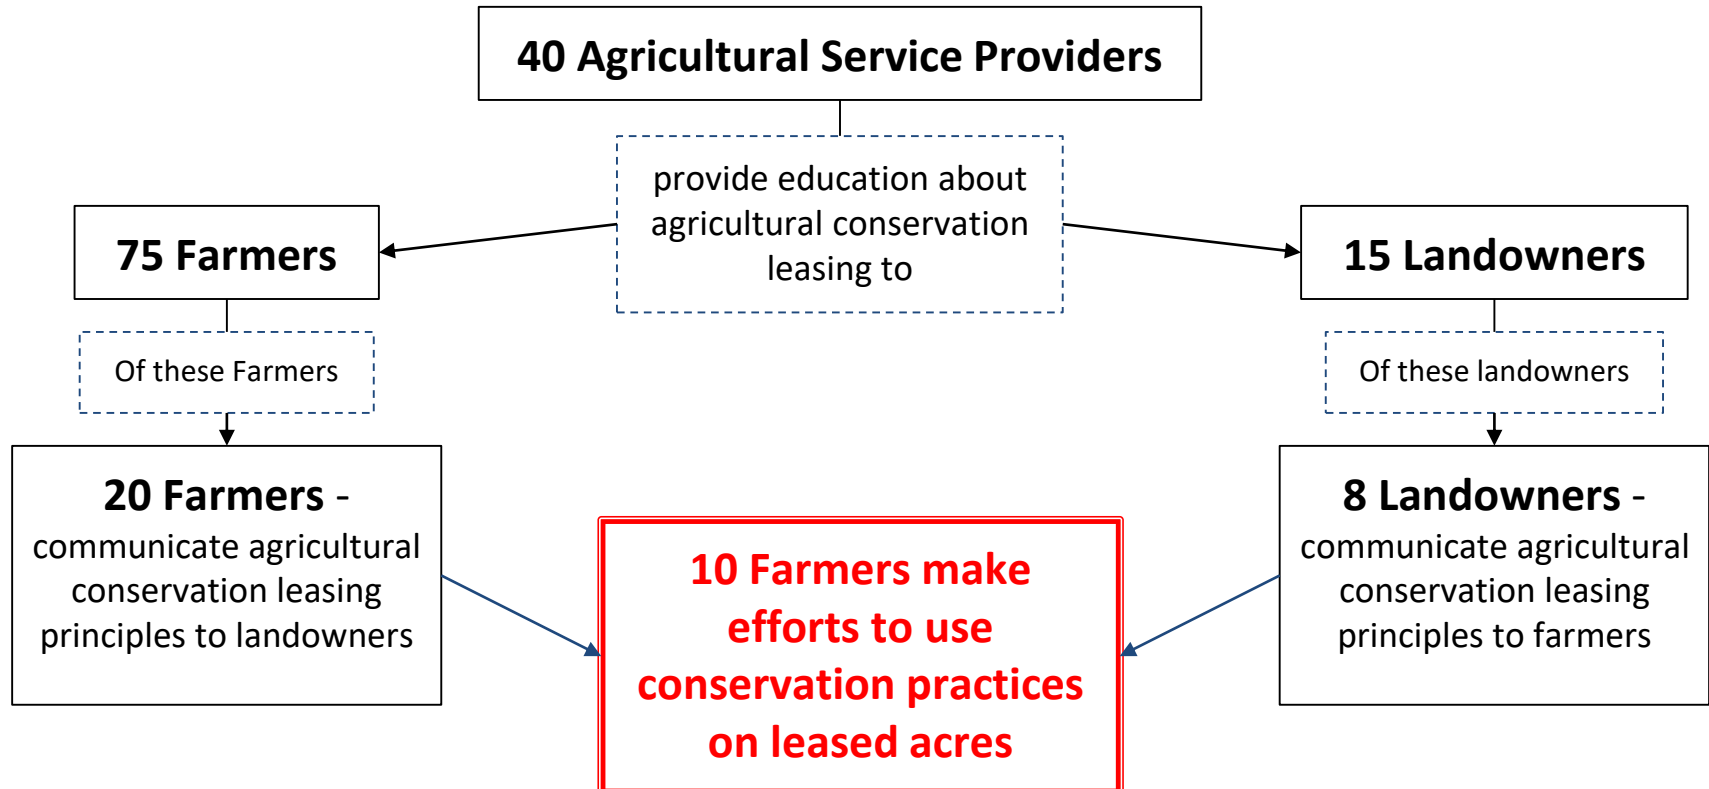 40 Agricultural Service Providers
provide education about
agricultural conservation
leasing to
75 Farmers
15 Landowners
Of these Farmers
Of these landowners
20 Farmers -
communicate agricultural
conservation leasing
principles to landowners
8 Landowners -
communicate agricultural
conservation leasing
principles to farmers
10 Farmers make
efforts to use
conservation practices
on leased acres